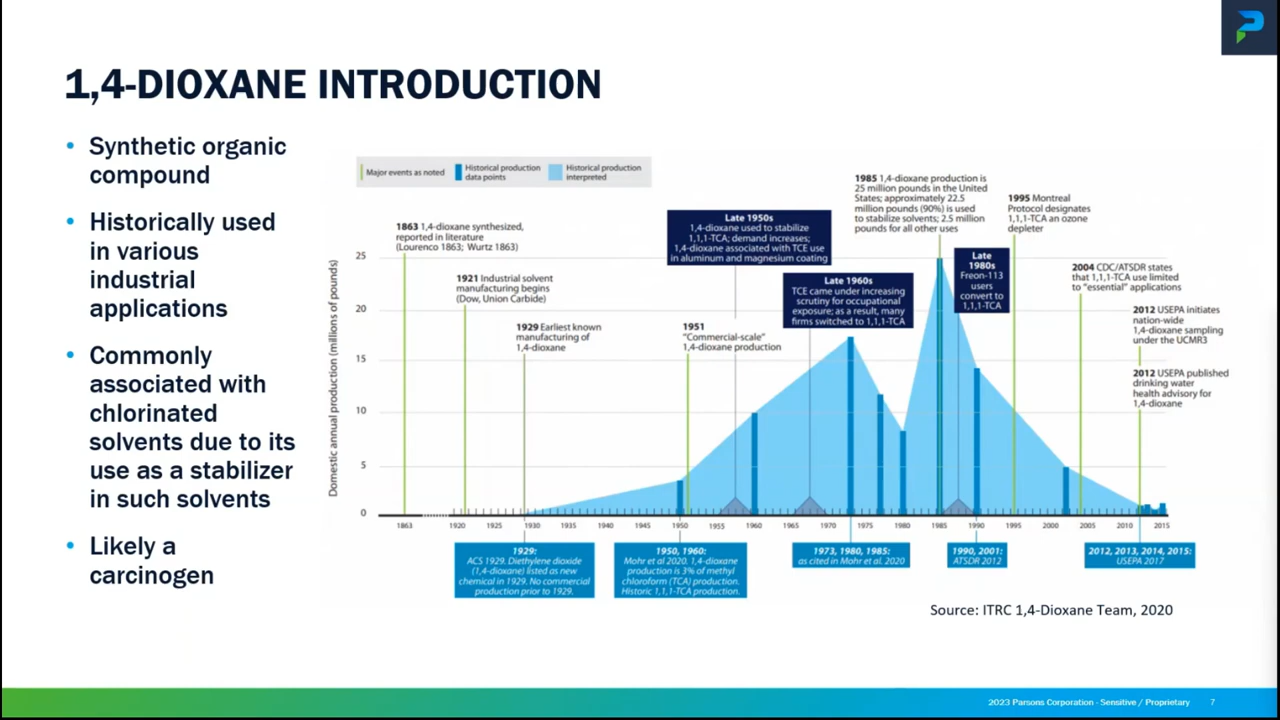 1,4-DIOXANE INTRODUCTION
• Synthetic organic
compound
• Historically used
in various
industrial
applications
• Commonly
associated with
chlorinated
solvents due to its
use as a stabilizer
in such solvents
• Likely a
carcinogen
Major events as noted
Historical production
data points
Historical production
interpreted
Domestic annual production (millions of pounds)
25
20
15
10
5
0
1863 1,4-dioxane synthesized,
reported in literature
(Lourenco 1863; Wurtz 1863)
1921 Industrial solvent
manufacturing begins
(Dow, Union Carbide)
1929 Earliest known
manufacturing of
1,4-dioxane
1951
"Commercial-scale"
1,4-dioxane production
Late 1950s
1,4-dioxane used to stabilize
1,1,1-TCA; demand increases;
1,4-dioxane associated with TCE use
in aluminum and magnesium coating
Late 1960s
TCE came under increasing
scrutiny for occupational
exposure; as a result, many
firms switched to 1,1,1-TCA
1985 1,4-dioxane production is
25 million pounds in the United
States; approximately 22.5
million pounds (90%) is used
to stabilize solvents; 2.5 million
pounds for all other uses
Late
1980s
Freon-113
users
convert to
1,1,1-TCA
1995 Montreal
Protocol designates
1,1,1-TCA an ozone
depleter
2004 CDC/ATSDR states
that 1,1,1-TCA use limited
to "essential" applications
2012 USEPA initiates
nation-wide
1,4-dioxane sampling
under the UCMR3
2012 USEPA published
drinking water
health advisory for
1,4-dioxane
1863 1920 1925 1930 1935 1940 1945 1950 1955 1960 1965 1970 1975 1980 1985 1990 1995 2000 2005 2010 2015
1929:
ACS 1929. Diethylene dioxide
(1,4-dioxane) listed as new
chemical in 1929. No commercial
production prior to 1929.
1950, 1960:
Mohr et al 2020. 1,4-dioxane
production is 3% of methyl
chloroform (TCA) production.
Historic 1,1,1-TCA production.
1973, 1980, 1985:
as cited in Mohr et al. 2020
1990, 2001:
ATSDR 2012
2012, 2013, 2014, 2015:
USEPA 2017
Source: ITRC 1,4-Dioxane Team, 2020
2023 Parsons Corporation - Sensitive / Proprietary 7